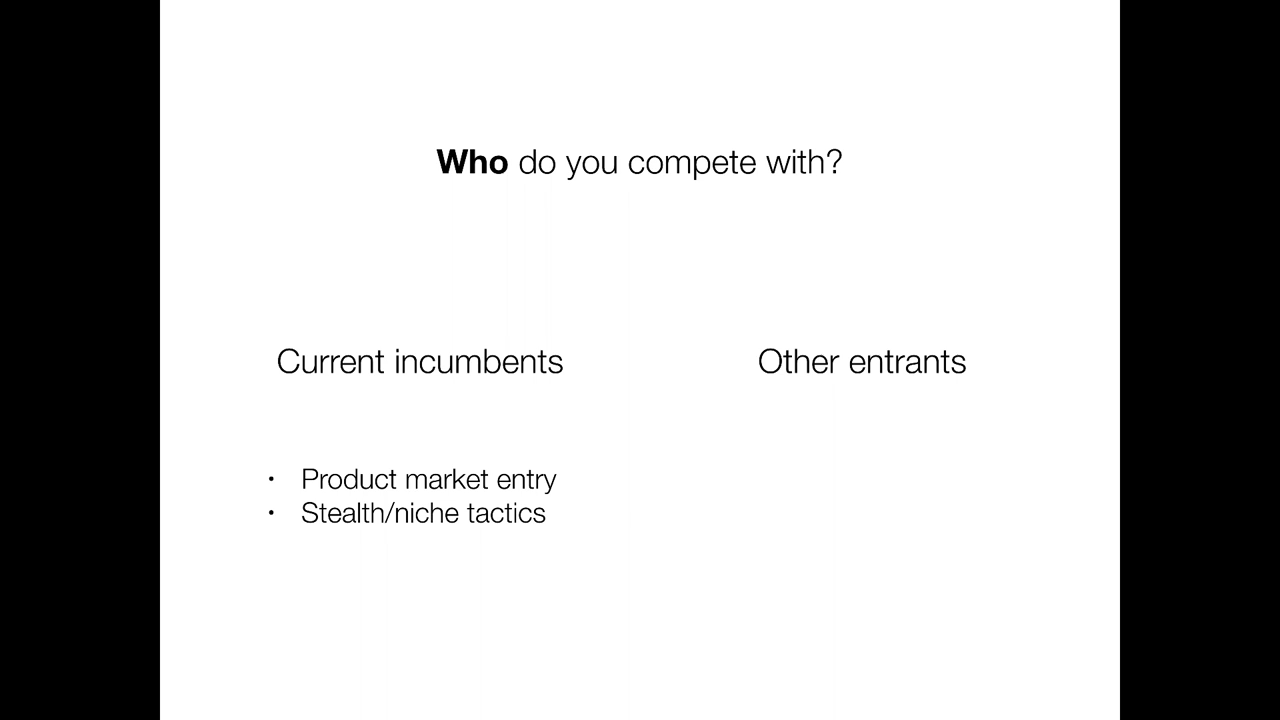 Who do you compete with?
Current incumbents
Other entrants
• Product market entry
• Stealth/niche tactics